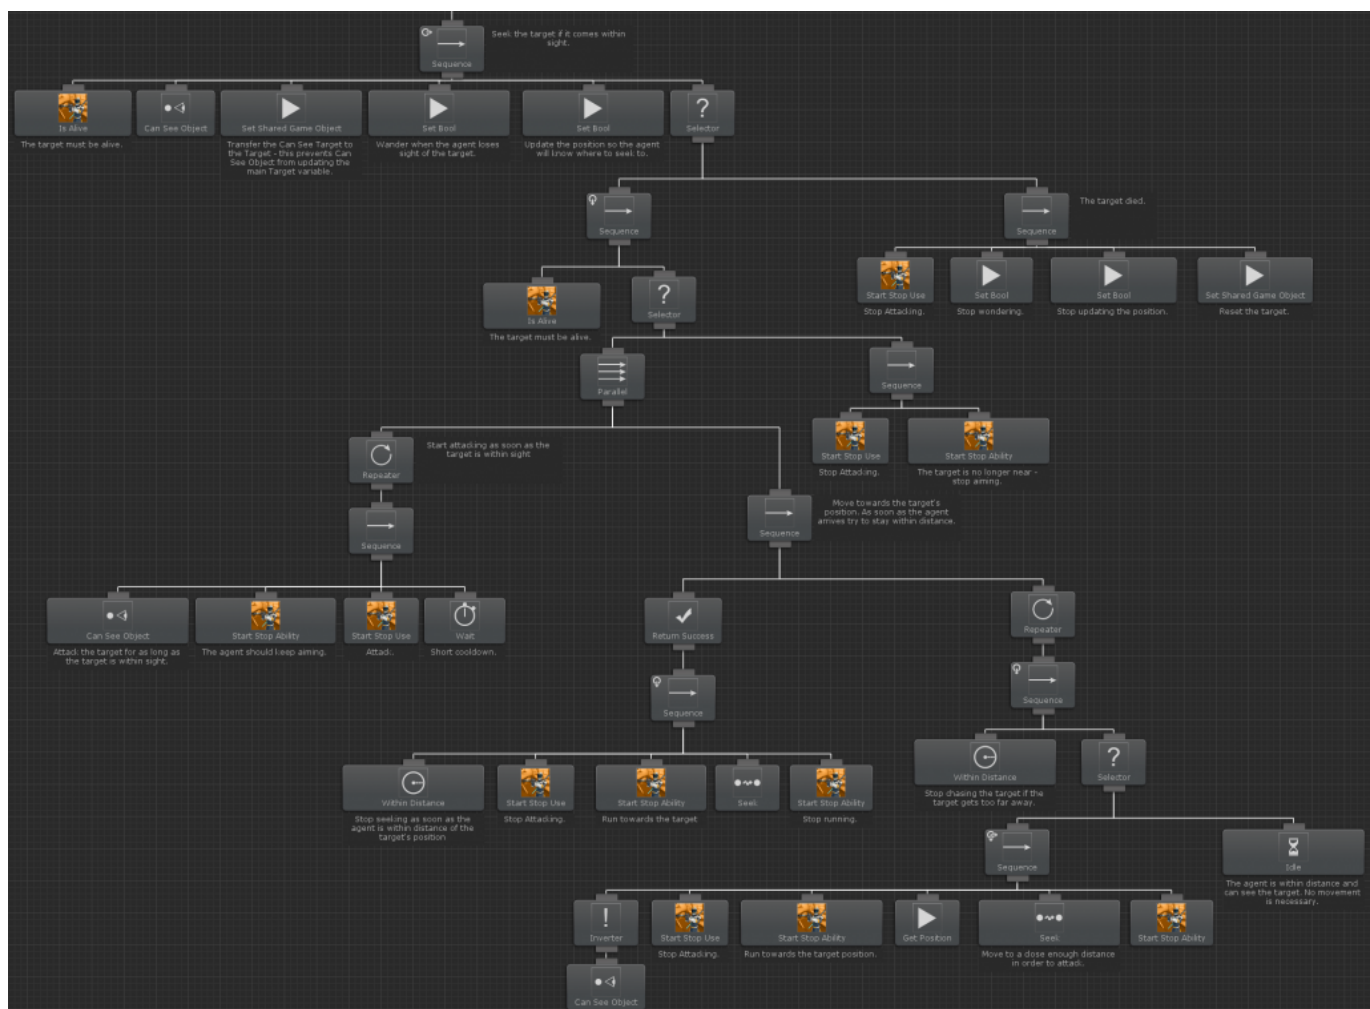 Seek the target if it comes within
sight.
Sequence
Is Alive
Can See Object
Set Shared Game Object
Set Bool
Set Bool
Selector
The target must be alive.
Transfer the Can See Target to
the Target - this prevents Can
See Object from updating the
main Target variable.
Wander when the agent loses
sight of the target.
Update the position so the agent
will know where to seek to.
Sequence
The target died.
Sequence
Is Alive
Selector
The target must be alive.
Start Stop Use
Set Bool
Set Bool
Set Shared Game Object
Stop Attacking.
Stop wondering.
Stop updating the position.
Reset the target.
Parallel
Sequence
Start attacking as soon as the
target is within sight
Repeater
Start Stop Use
Start Stop Ability
Stop Attacking.
The target is no longer near -
stop aiming.
Sequence
Move towards the target's
position. As soon as the agent
arrives try to stay within distance.
Sequence
Can See Object
Start Stop Ability
Start Stop Use
Wait
Attack the target for as long as
the target is within sight.
The agent should keep aiming.
Attack.
Short cooldown.
Return Success
Repeater
Sequence
Sequence
Within Distance
Start Stop Use
Start Stop Ability
Seek
Start Stop Ability
Stop seeking as soon as the
agent is within distance of the
target's position
Stop Attacking.
Run towards the target
Stop running.
Within Distance
Selector
Stop chasing the target if the
target gets too far away.
Sequence
Idle
The agent is within distance and
can see the target. No movement
is necessary.
Inverter
Start Stop Use
Start Stop Ability
Get Position
Seek
Start Stop Ability
Stop Attacking.
Run towards the target position.
Move to a close enough distance
in order to attack.
Can See Object